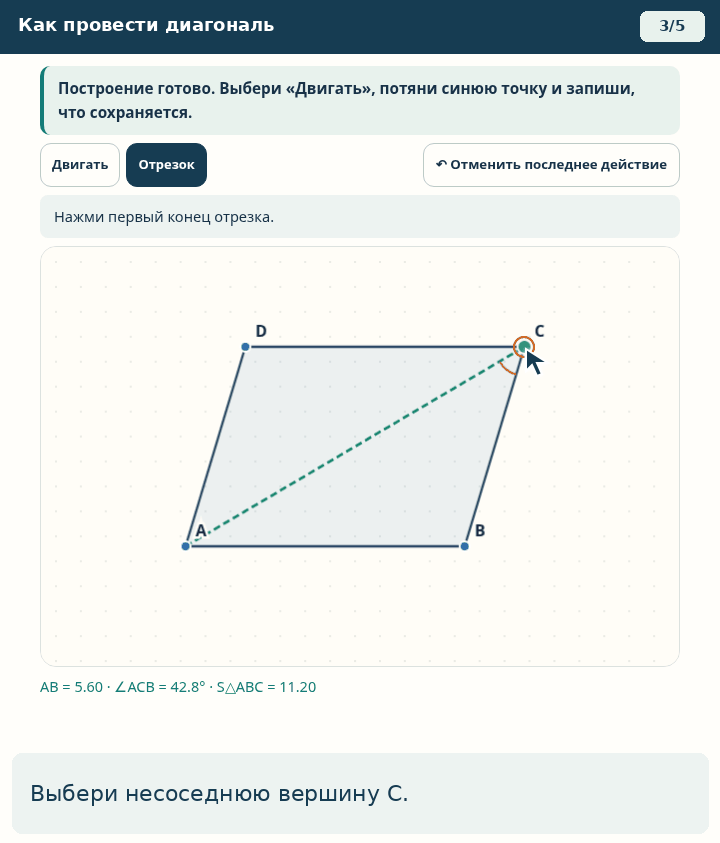 Как провести диагональ
3/5
Построение готово. Выбери «Двигать», потяни синюю точку и запиши,
что сохраняется.
Двигать
Отрезок
↶ Отменить последнее действие
Нажми первый конец отрезка.
D
C
A
B
AB = 5.60 · ∠ACB = 42.8° · S△ABC = 11.20
Выбери несоседнюю вершину C.